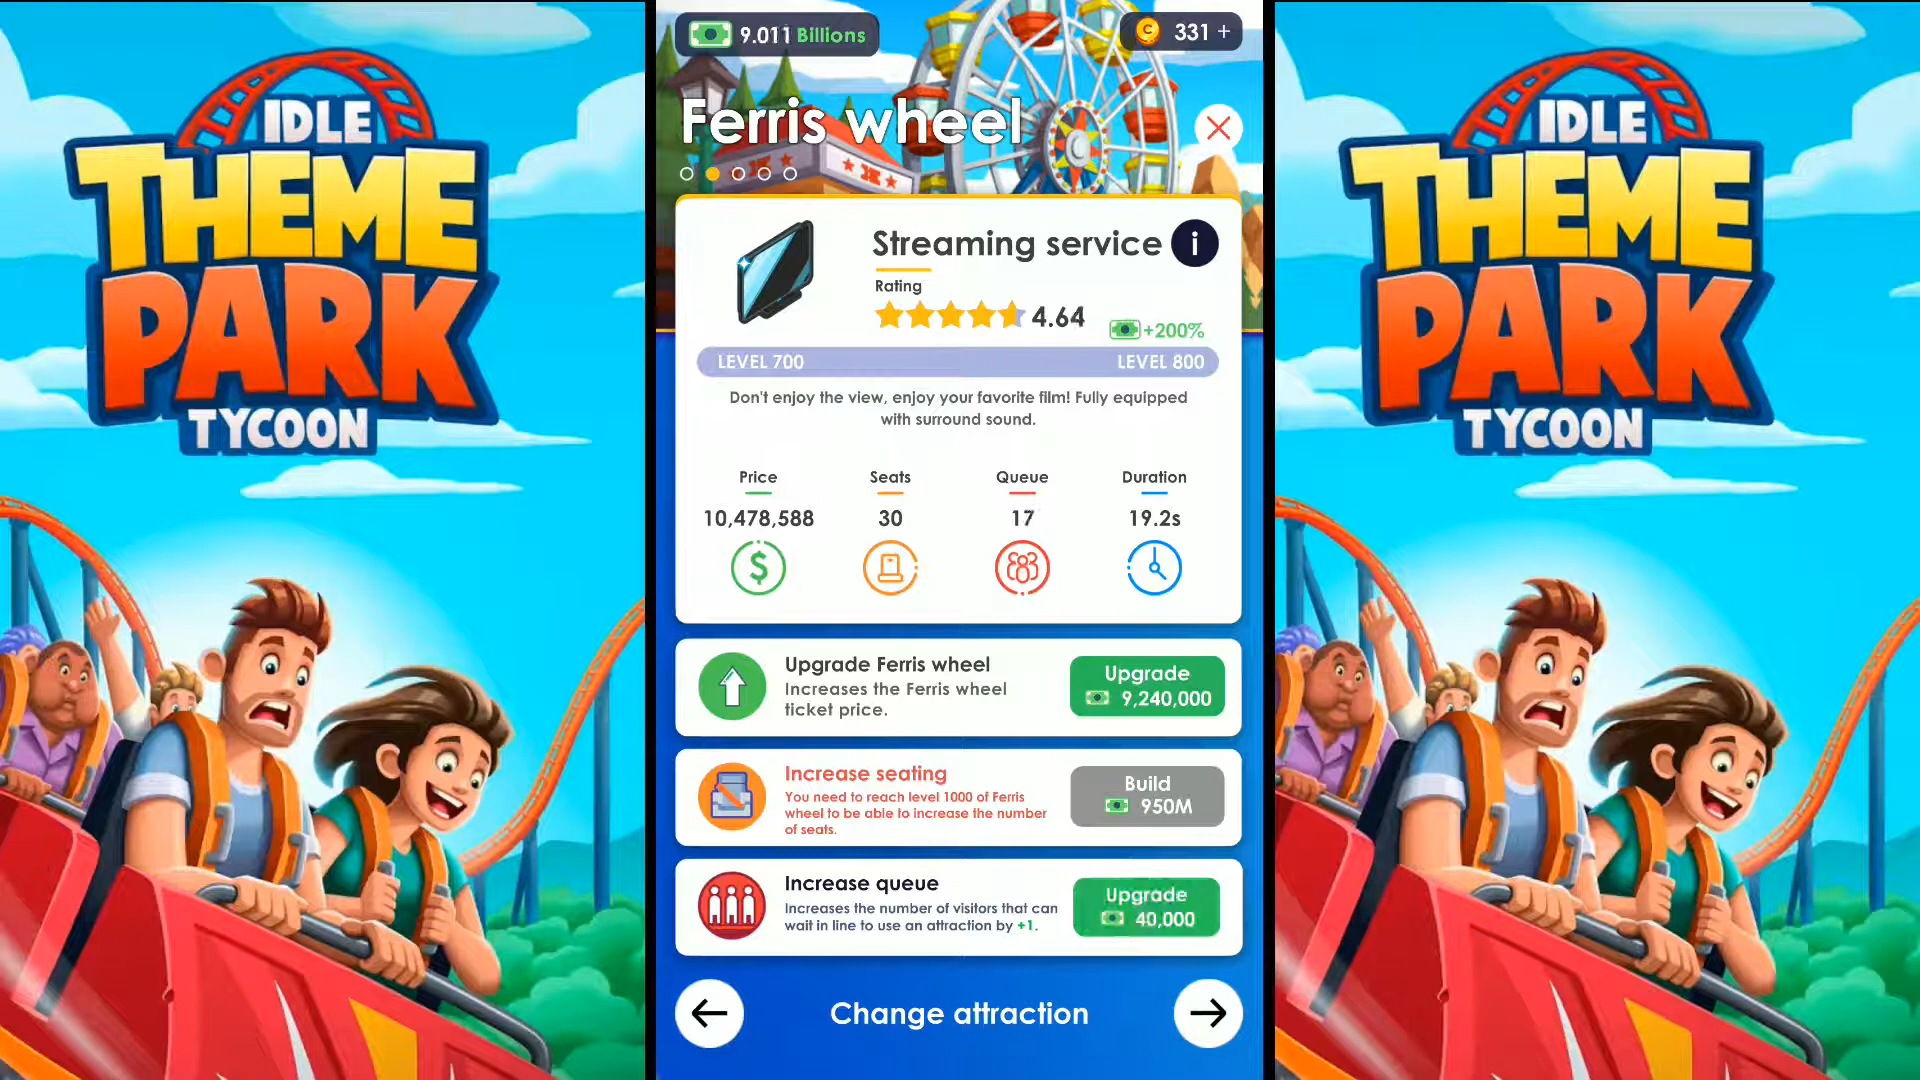 IDLE
THEME
PARK
TYCOON
9.011 Billions
331 +
Ferris wheel
Streaming service i
Rating
4.64
+200%
LEVEL 700 LEVEL 800
Don't enjoy the view, enjoy your favorite film! Fully equipped
with surround sound.
Price Seats Queue Duration
10,478,588 30 17 19.2s
$
Upgrade Ferris wheel
Increases the Ferris wheel
ticket price.
Upgrade
9,240,000
Increase seating
You need to reach level 1000 of Ferris
wheel to be able to increase the number
of seats.
Build
950M
Increase queue
Increases the number of visitors that can
wait in line to use an attraction by +1.
Upgrade
40,000
Change attraction
IDLE
THEME
PARK
TYCOON